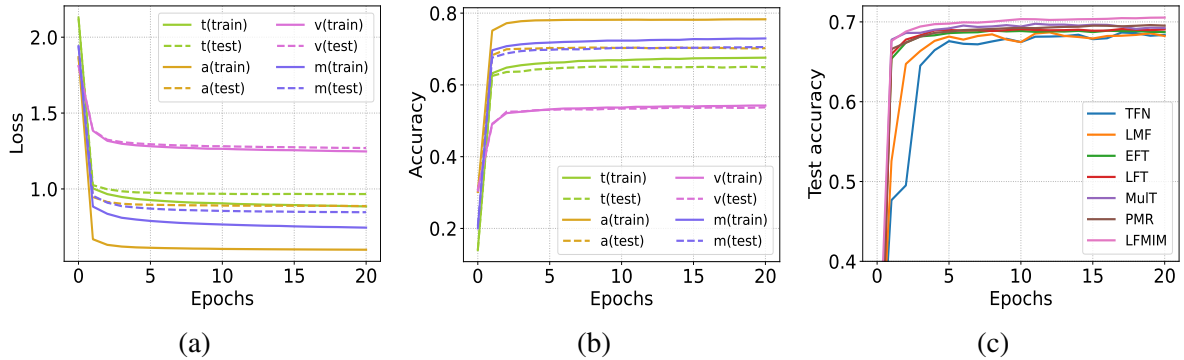 2.0
1.5
1.0
Loss
0
5
10
15
20
Epochs
t(train)
t(test)
a(train)
a(test)
v(train)
v(test)
m(train)
m(test)
(a)
0.8
0.6
0.4
0.2
Accuracy
0
5
10
15
20
Epochs
t(train)
t(test)
a(train)
a(test)
v(train)
v(test)
m(train)
m(test)
(b)
0.7
0.6
0.5
0.4
Test accuracy
0
5
10
15
20
Epochs
TFN
LMF
EFT
LFT
MulT
PMR
LFMIM
(c)